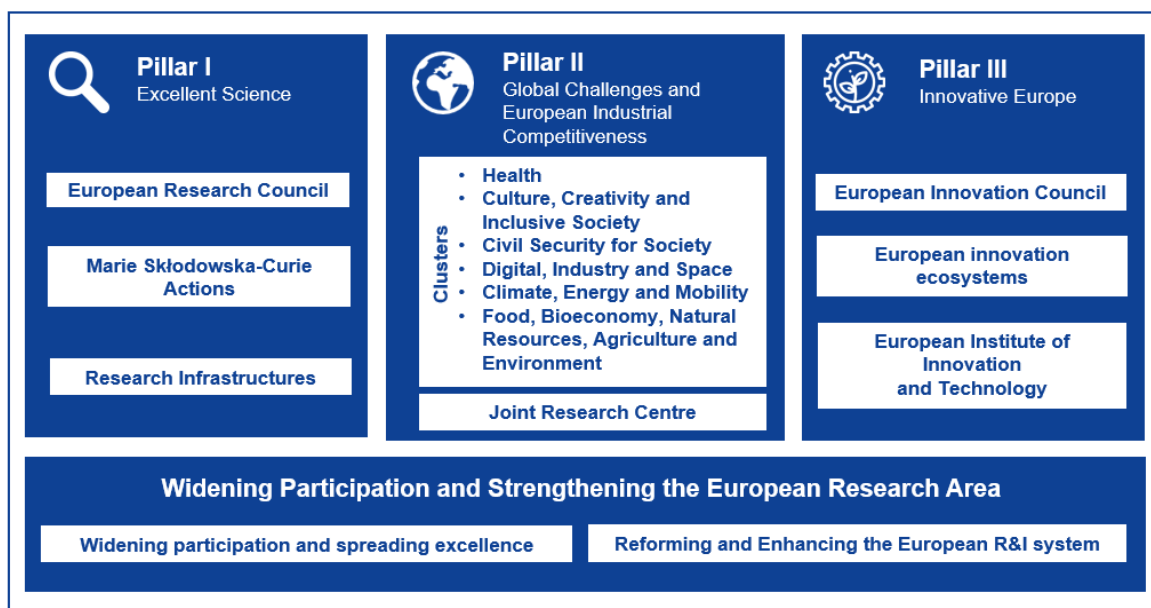 Pillar I
Excellent Science
European Research Council
Marie Skłodowska-Curie
Actions
Research Infrastructures
Pillar II
Global Challenges and
European Industrial
Competitiveness
Clusters
• Health
• Culture, Creativity and
Inclusive Society
• Civil Security for Society
• Digital, Industry and Space
• Climate, Energy and Mobility
• Food, Bioeconomy, Natural
Resources, Agriculture and
Environment
Joint Research Centre
Pillar III
Innovative Europe
European Innovation Council
European innovation
ecosystems
European Institute of
Innovation
and Technology
Widening Participation and Strengthening the European Research Area
Widening participation and spreading excellence
Reforming and Enhancing the European R&I system